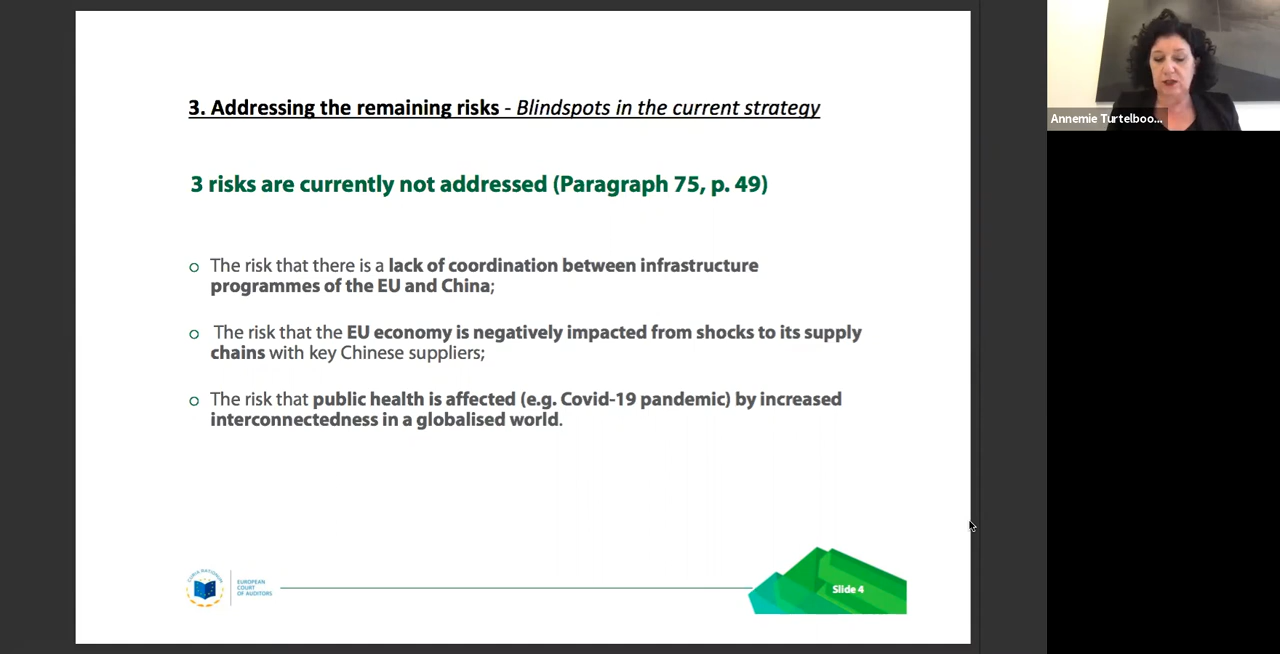 3. Addressing the remaining risks - Blindspots in the current strategy
3 risks are currently not addressed (Paragraph 75, p. 49)
The risk that there is a lack of coordination between infrastructure
programmes of the EU and China;
The risk that the EU economy is negatively impacted from shocks to its supply
chains with key Chinese suppliers;
The risk that public health is affected (e.g. Covid-19 pandemic) by increased
interconnectedness in a globalised world.
EUROPEAN
COURT
OF AUDITORS
Slide 4
Annemie Turtelboo...